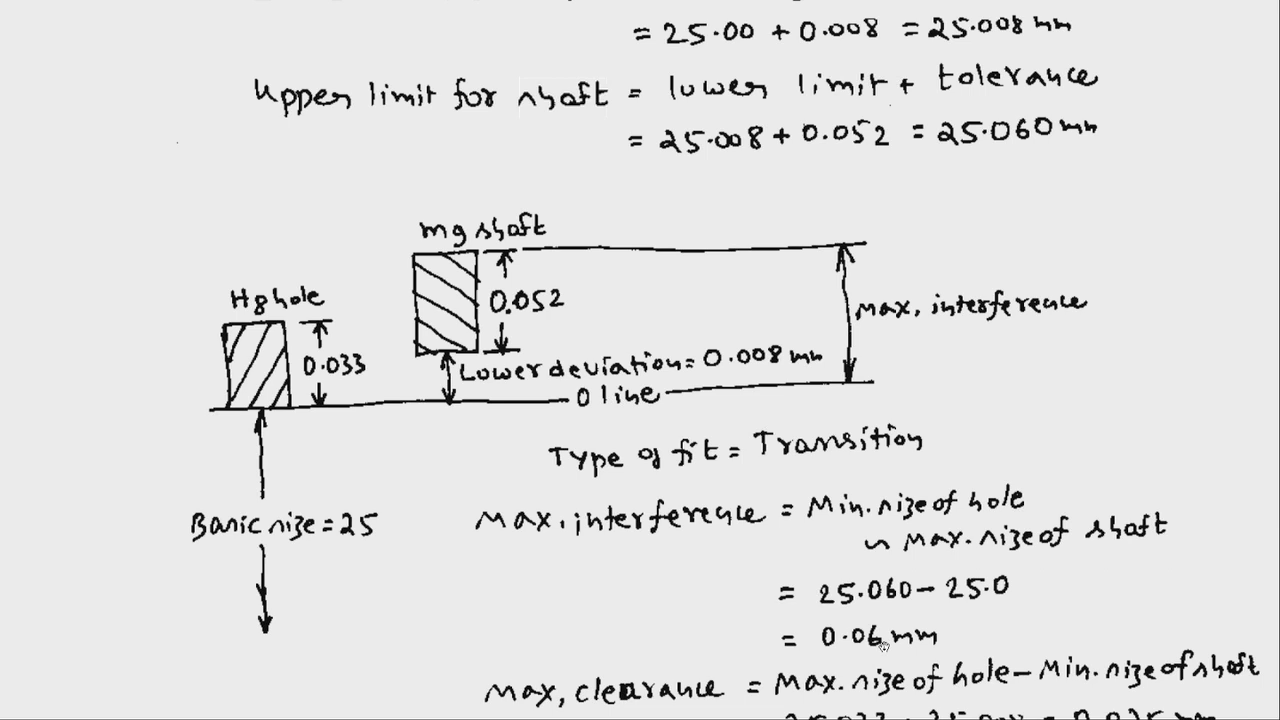 = 25.00 + 0.008 = 25.008 mm
Upper limit for shaft = lower limit + tolerance
= 25.008 + 0.052 = 25.060 mm
m9 shaft
H8 hole
0.052
Max. interference
0.033
Lower deviation = 0.008 mm
0 line
Type of fit = Transition
Basic size = 25
Max. interference = Min. size of hole
~ Max. size of shaft
= 25.060 - 25.0
= 0.06 mm
Max. clearance = Max. size of hole - Min. size of shaft